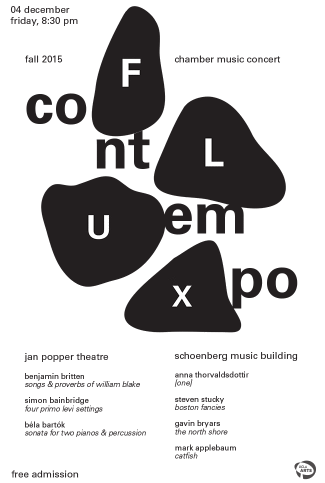 04 december
friday, 8:30 pm
fall 2015
chamber music concert
F
co
nt
L
U
em
X
po
jan popper theatre
benjamin britten
songs & proverbs of william blake
simon bainbridge
four primo levi settings
béla bartók
sonata for two pianos & percussion
schoenberg music building
anna thorvaldsdottir
[one]
steven stucky
boston fancies
gavin bryars
the north shore
mark applebaum
catfish
free admission
UCLA
ARTS